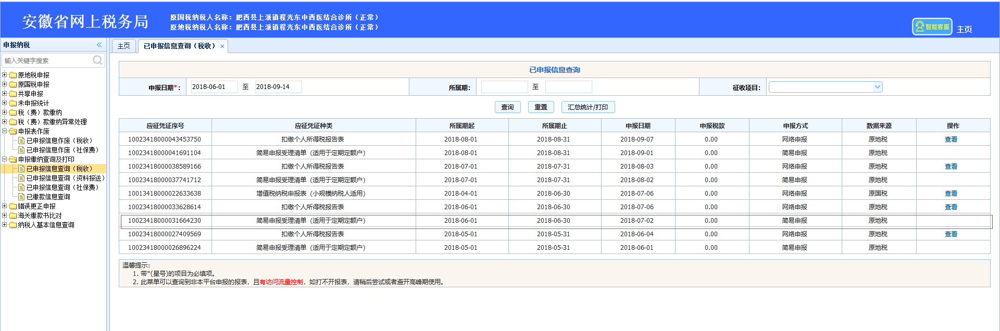 安徽省网上税务局
原国税纳税人名称：肥西县上派镇程光东中西医结合诊所（正常）
原地税纳税人名称：肥西县上派镇程光东中西医结合诊所（正常）
智能客服 主页
申报纳税 «
输入关键字搜索
原地税申报
原国税申报
共享申报
未申报统计
税（费）款缴纳
税（费）款缴纳异常处理
申报表作废
已申报信息作废（税收）
已申报信息作废（社保费）
申报缴纳查询及打印
已申报信息查询（税收）
已申报信息查询（资料报送）
已申报信息查询（社保费）
已缴款信息查询
错误更正申报
海关缴款书比对
纳税人基本信息查询
主页 已申报信息查询（税收） ×
已申报信息查询
申报日期*： 2018-06-01 至 2018-09-14 所属期： 至 征收项目：
查询 重置 汇总统计/打印
应征凭证序号 应征凭证种类 所属期起 所属期止 申报日期 申报税款 申报方式 数据来源 操作
10023418000043453750 扣缴个人所得税报告表 2018-08-01 2018-08-31 2018-09-07 0.00 网络申报 原地税 查看
10023418000041691104 简易申报受理清单（适用于定期定额户） 2018-08-01 2018-08-31 2018-09-01 0.00 简易申报 原地税
10023418000038589166 扣缴个人所得税报告表 2018-07-01 2018-07-31 2018-08-03 0.00 网络申报 原地税 查看
10023418000037741712 简易申报受理清单（适用于定期定额户） 2018-07-01 2018-07-31 2018-08-02 0.00 简易申报 原地税
10013418000022633638 增值税纳税申报表（小规模纳税人适用） 2018-04-01 2018-06-30 2018-07-06 0.00 网络申报 原国税 查看
10023418000033628614 扣缴个人所得税报告表 2018-06-01 2018-06-30 2018-07-06 0.00 网络申报 原地税 查看
10023418000031664230 简易申报受理清单（适用于定期定额户） 2018-06-01 2018-06-30 2018-07-02 0.00 简易申报 原地税
10023418000027409569 扣缴个人所得税报告表 2018-05-01 2018-05-31 2018-06-04 0.00 网络申报 原地税 查看
10023418000026896224 简易申报受理清单（适用于定期定额户） 2018-05-01 2018-05-31 2018-06-01 0.00 简易申报 原地税
温馨提示：
1. 带*(星号)的项目为必填项。
2. 此菜单可以查询到非本平台申报的报表，且有访问流量控制，如打不开报表，请稍后尝试或者避开高峰期使用。